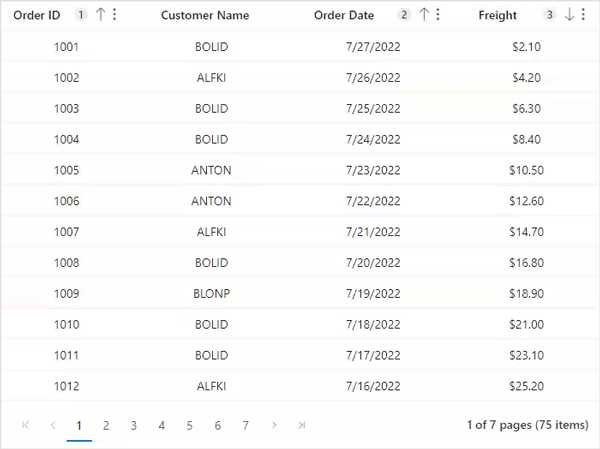 Order ID 1 Customer Name Order Date 2 Freight 3
1001 BOLID 7/27/2022 $2.10
1002 ALFKI 7/26/2022 $4.20
1003 BOLID 7/25/2022 $6.30
1004 BOLID 7/24/2022 $8.40
1005 ANTON 7/23/2022 $10.50
1006 ANTON 7/22/2022 $12.60
1007 ALFKI 7/21/2022 $14.70
1008 BOLID 7/20/2022 $16.80
1009 BLONP 7/19/2022 $18.90
1010 BOLID 7/18/2022 $21.00
1011 BOLID 7/17/2022 $23.10
1012 ALFKI 7/16/2022 $25.20
1 2 3 4 5 6 7 1 of 7 pages (75 items)